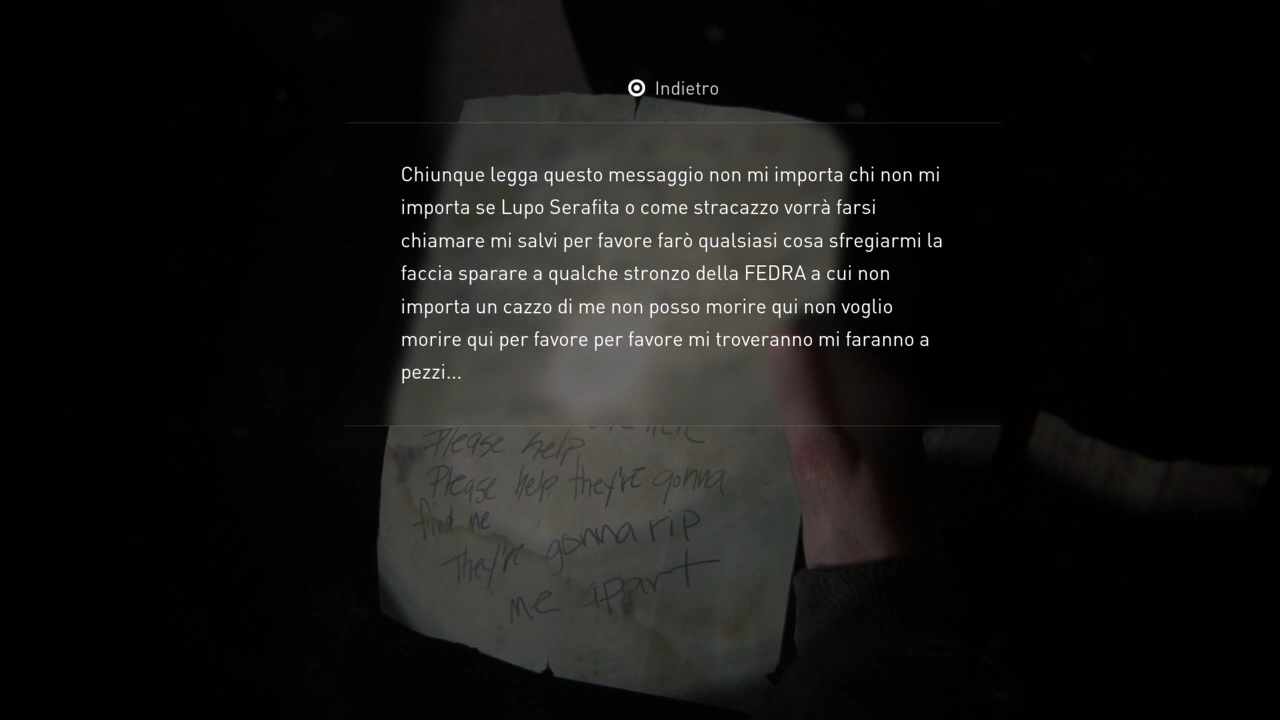 Indietro
Chiunque legga questo messaggio non mi importa chi non mi
importa se Lupo Serafita o come stracazzo vorrà farsi
chiamare mi salvi per favore farò qualsiasi cosa sfregiarmi la
faccia sparare a qualche stronzo della FEDRA a cui non
importa un cazzo di me non posso morire qui non voglio
morire qui per favore per favore mi troveranno mi faranno a
pezzi...
Please help
Please help they're gonna
find me
They're gonna rip
me apart